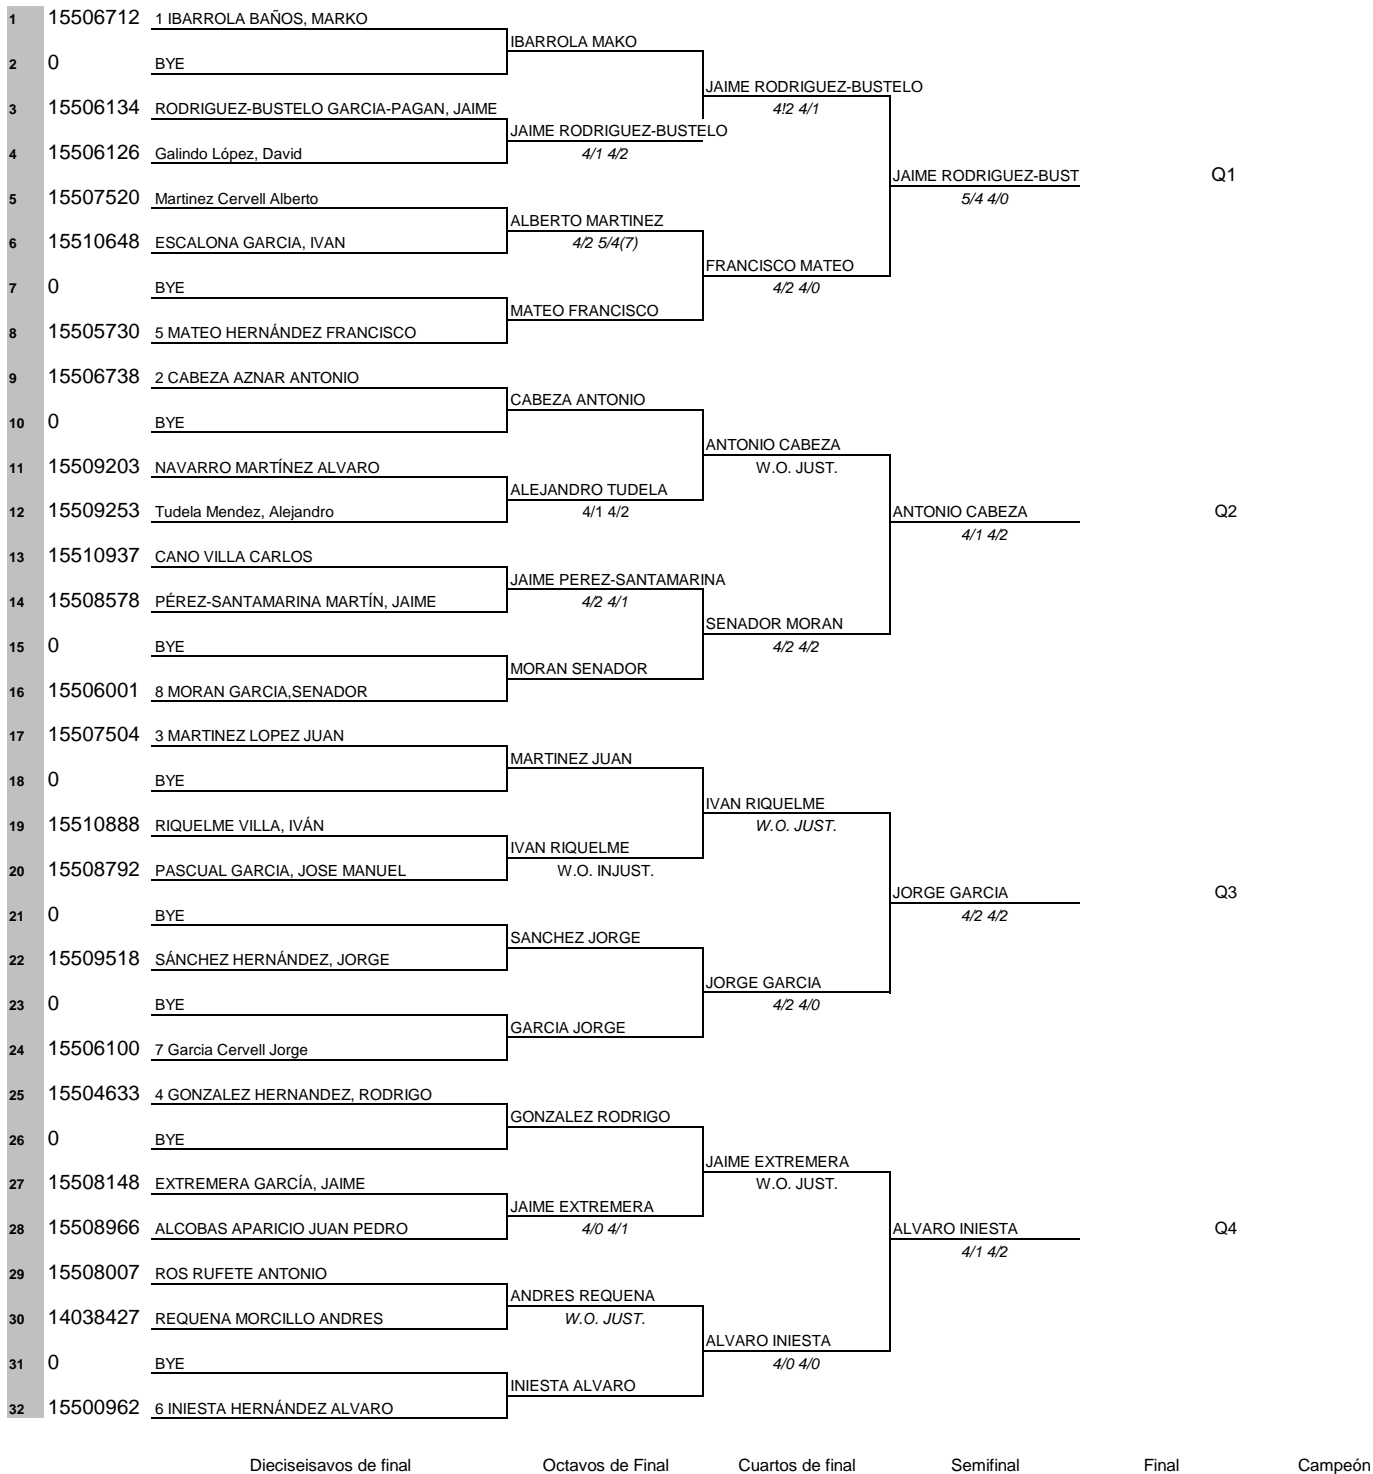 1 15506712 1 IBARROLA BAÑOS, MARKO
IBARROLA MAKO
2 0 BYE
JAIME RODRIGUEZ-BUSTELO
3 15506134 RODRIGUEZ-BUSTELO GARCIA-PAGAN, JAIME 4!2 4/1
JAIME RODRIGUEZ-BUSTELO
4 15506126 Galindo López, David 4/1 4/2
JAIME RODRIGUEZ-BUST Q1
5 15507520 Martinez Cervell Alberto 5/4 4/0
ALBERTO MARTINEZ
6 15510648 ESCALONA GARCIA, IVAN 4/2 5/4(7)
FRANCISCO MATEO
7 0 BYE 4/2 4/0
MATEO FRANCISCO
8 15505730 5 MATEO HERNÁNDEZ FRANCISCO
9 15506738 2 CABEZA AZNAR ANTONIO
CABEZA ANTONIO
10 0 BYE
ANTONIO CABEZA
11 15509203 NAVARRO MARTÍNEZ ALVARO W.O. JUST.
ALEJANDRO TUDELA
12 15509253 Tudela Mendez, Alejandro 4/1 4/2 ANTONIO CABEZA Q2
4/1 4/2
13 15510937 CANO VILLA CARLOS
JAIME PEREZ-SANTAMARINA
14 15508578 PÉREZ-SANTAMARINA MARTÍN, JAIME 4/2 4/1
SENADOR MORAN
15 0 BYE 4/2 4/2
MORAN SENADOR
16 15506001 8 MORAN GARCIA,SENADOR
17 15507504 3 MARTINEZ LOPEZ JUAN
MARTINEZ JUAN
18 0 BYE
IVAN RIQUELME
19 15510888 RIQUELME VILLA, IVÁN W.O. JUST.
IVAN RIQUELME
20 15508792 PASCUAL GARCIA, JOSE MANUEL W.O. INJUST.
JORGE GARCIA Q3
21 0 BYE 4/2 4/2
SANCHEZ JORGE
22 15509518 SÁNCHEZ HERNÁNDEZ, JORGE
JORGE GARCIA
23 0 BYE 4/2 4/0
GARCIA JORGE
24 15506100 7 Garcia Cervell Jorge
25 15504633 4 GONZALEZ HERNANDEZ, RODRIGO
GONZALEZ RODRIGO
26 0 BYE
JAIME EXTREMERA
27 15508148 EXTREMERA GARCÍA, JAIME W.O. JUST.
JAIME EXTREMERA
28 15508966 ALCOBAS APARICIO JUAN PEDRO 4/0 4/1 ALVARO INIESTA Q4
4/1 4/2
29 15508007 ROS RUFETE ANTONIO
ANDRES REQUENA
30 14038427 REQUENA MORCILLO ANDRES W.O. JUST.
ALVARO INIESTA
31 0 BYE 4/0 4/0
INIESTA ALVARO
32 15500962 6 INIESTA HERNÁNDEZ ALVARO
Dieciseisavos de final Octavos de Final Cuartos de final Semifinal Final Campeón